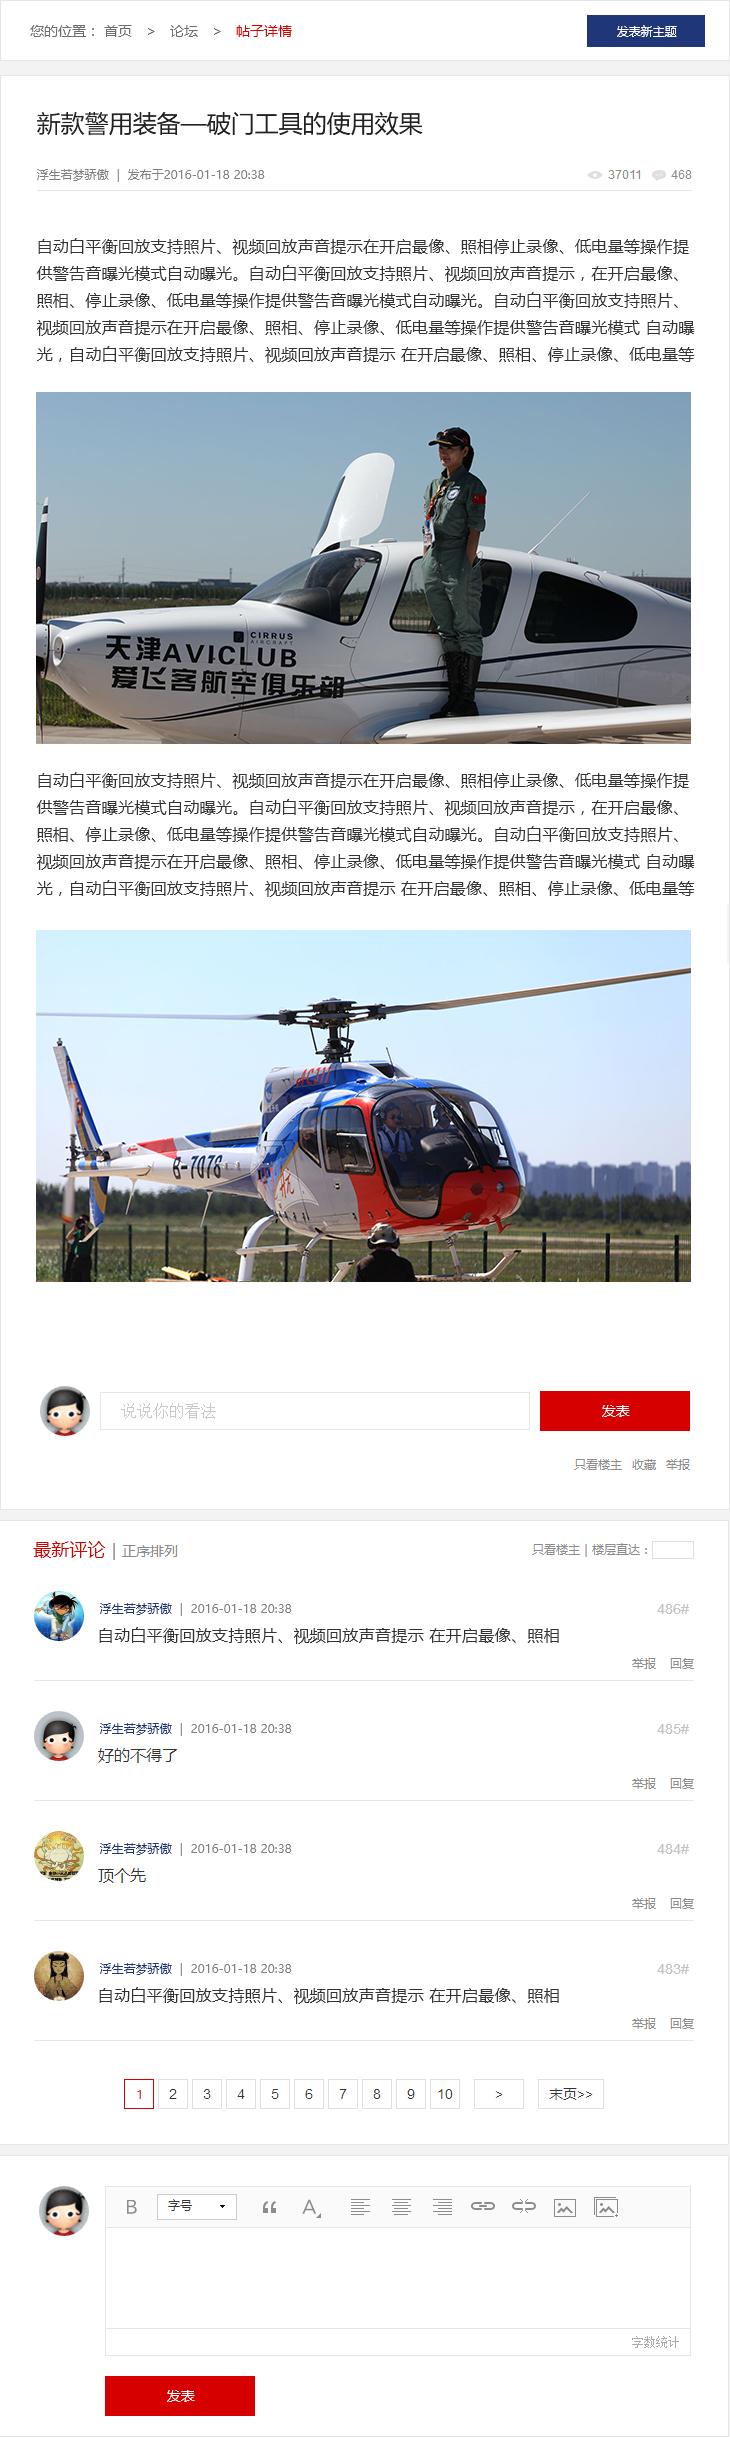 您的位置： 首页 > 论坛 > 帖子详情
发表新主题
新款警用装备—破门工具的使用效果
浮生若梦骄傲 | 发布于2016-01-18 20:38
37011 468
自动白平衡回放支持照片、视频回放声音提示在开启最像、照相停止录像、低电量等操作提
供警告音曝光模式自动曝光。自动白平衡回放支持照片、视频回放声音提示，在开启最像、
照相、停止录像、低电量等操作提供警告音曝光模式自动曝光。自动白平衡回放支持照片、
视频回放声音提示在开启最像、照相、停止录像、低电量等操作提供警告音曝光模式 自动曝
光，自动白平衡回放支持照片、视频回放声音提示 在开启最像、照相、停止录像、低电量等
CIRRUS
AIRCRAFT
天津AVICLUB
爱飞客航空俱乐部
自动白平衡回放支持照片、视频回放声音提示在开启最像、照相停止录像、低电量等操作提
供警告音曝光模式自动曝光。自动白平衡回放支持照片、视频回放声音提示，在开启最像、
照相、停止录像、低电量等操作提供警告音曝光模式自动曝光。自动白平衡回放支持照片、
视频回放声音提示在开启最像、照相、停止录像、低电量等操作提供警告音曝光模式 自动曝
光，自动白平衡回放支持照片、视频回放声音提示 在开启最像、照相、停止录像、低电量等
AC311
B-7076
说说你的看法
发表
只看楼主 收藏 举报
最新评论 | 正序排列
只看楼主 | 楼层直达：
浮生若梦骄傲 | 2016-01-18 20:38
486#
自动白平衡回放支持照片、视频回放声音提示 在开启最像、照相
举报 回复
浮生若梦骄傲 | 2016-01-18 20:38
485#
好的不得了
举报 回复
浮生若梦骄傲 | 2016-01-18 20:38
484#
顶个先
举报 回复
浮生若梦骄傲 | 2016-01-18 20:38
483#
自动白平衡回放支持照片、视频回放声音提示 在开启最像、照相
举报 回复
1 2 3 4 5 6 7 8 9 10 > 末页>>
B 字号 “ A
字数统计
发表